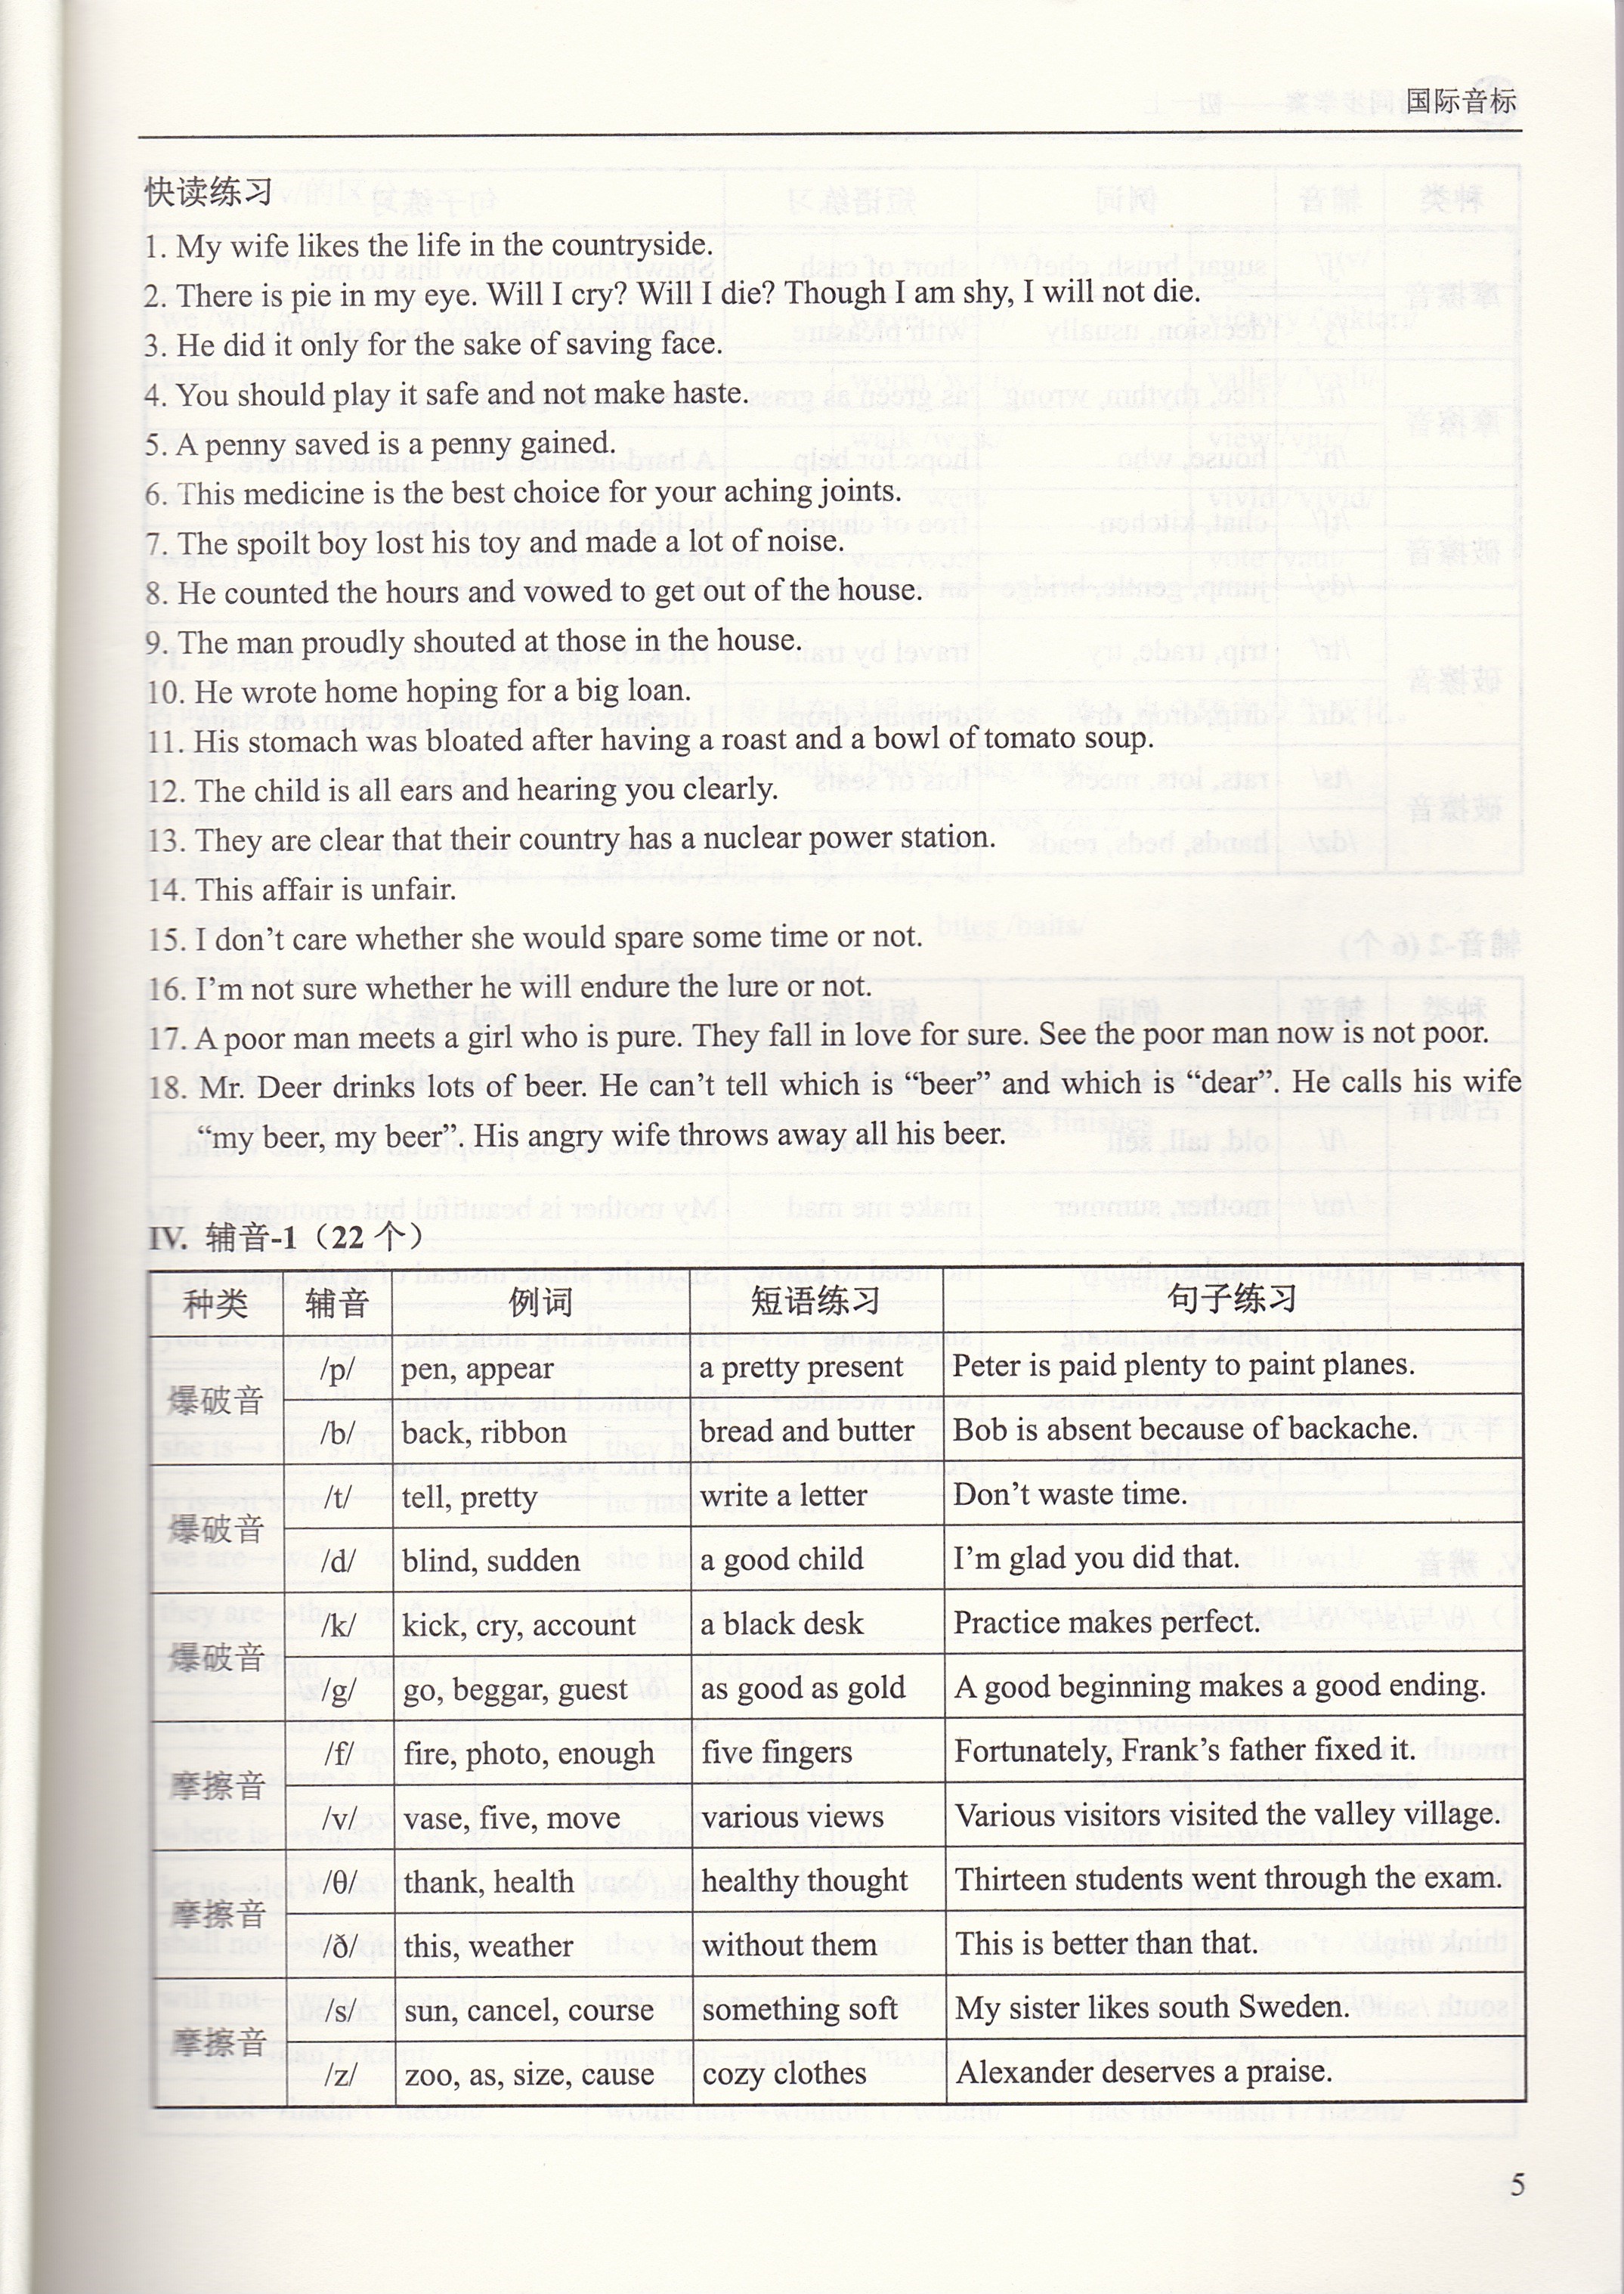 国际音标
快读练习
1. My wife likes the life in the countryside.
2. There is pie in my eye. Will I cry? Will I die? Though I am shy, I will not die.
3. He did it only for the sake of saving face.
4. You should play it safe and not make haste.
5. A penny saved is a penny gained.
6. This medicine is the best choice for your aching joints.
7. The spoilt boy lost his toy and made a lot of noise.
8. He counted the hours and vowed to get out of the house.
9. The man proudly shouted at those in the house.
10. He wrote home hoping for a big loan.
11. His stomach was bloated after having a roast and a bowl of tomato soup.
12. The child is all ears and hearing you clearly.
13. They are clear that their country has a nuclear power station.
14. This affair is unfair.
15. I don’t care whether she would spare some time or not.
16. I’m not sure whether he will endure the lure or not.
17. A poor man meets a girl who is pure. They fall in love for sure. See the poor man now is not poor.
18. Mr. Deer drinks lots of beer. He can’t tell which is “beer” and which is “dear”. He calls his wife
“my beer, my beer”. His angry wife throws away all his beer.
IV. 辅音-1（22 个）
种类 辅音 例词 短语练习 句子练习
爆破音 /p/ pen, appear a pretty present Peter is paid plenty to paint planes.
/b/ back, ribbon bread and butter Bob is absent because of backache.
爆破音 /t/ tell, pretty write a letter Don’t waste time.
/d/ blind, sudden a good child I’m glad you did that.
爆破音 /k/ kick, cry, account a black desk Practice makes perfect.
/g/ go, beggar, guest as good as gold A good beginning makes a good ending.
摩擦音 /f/ fire, photo, enough five fingers Fortunately, Frank’s father fixed it.
/v/ vase, five, move various views Various visitors visited the valley village.
摩擦音 /θ/ thank, health healthy thought Thirteen students went through the exam.
/ð/ this, weather without them This is better than that.
摩擦音 /s/ sun, cancel, course something soft My sister likes south Sweden.
/z/ zoo, as, size, cause cozy clothes Alexander deserves a praise.
5